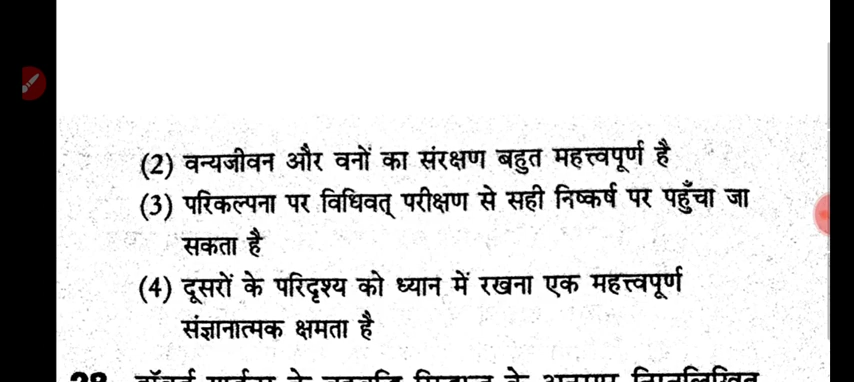 (2) वन्यजीवन और वनों का संरक्षण बहुत महत्त्वपूर्ण है
(3) परिकल्पना पर विधिवत् परीक्षण से सही निष्कर्ष पर पहुँचा जा
सकता है
(4) दूसरों के परिदृश्य को ध्यान में रखना एक महत्त्वपूर्ण
संज्ञानात्मक क्षमता है